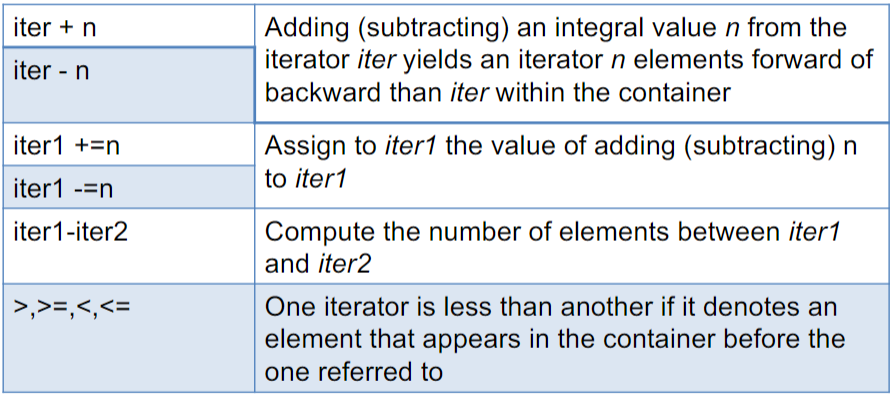 iter + n
Adding (subtracting) an integral value n from the
iterator iter yields an iterator n elements forward of
backward than iter within the container
iter - n
iter1 +=n
Assign to iter1 the value of adding (subtracting) n
to iter1
iter1 -=n
iter1-iter2
Compute the number of elements between iter1
and iter2
>,>=,<,<=
One iterator is less than another if it denotes an
element that appears in the container before the
one referred to